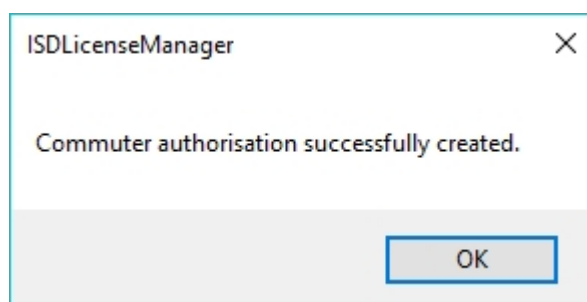 ISDLicenseManager
Commuter authorisation successfully created.
OK